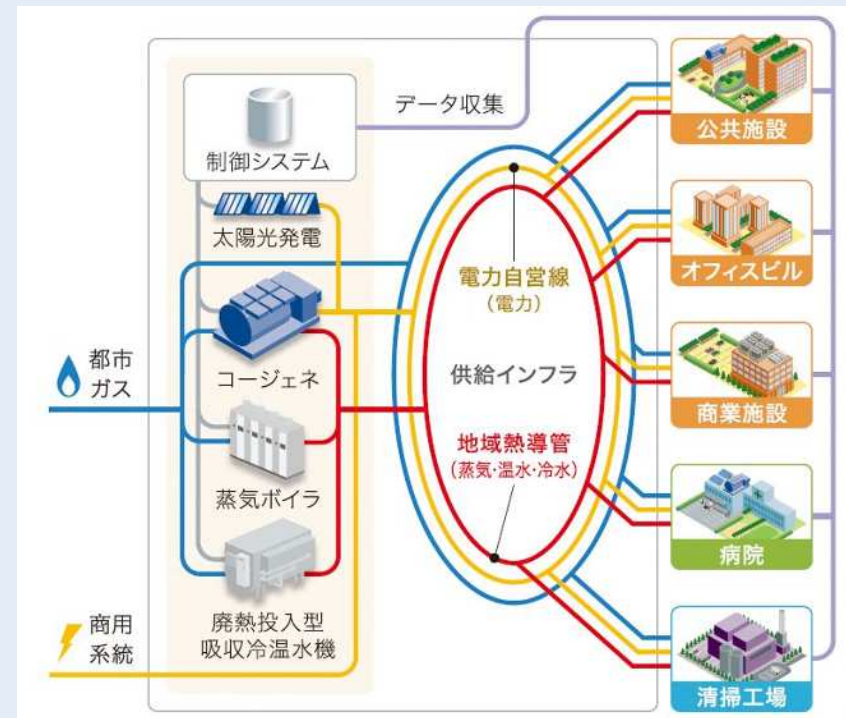 データ収集
制御システム
太陽光発電
コージェネ
蒸気ボイラ
廃熱投入型
吸収冷温水機
都市
ガス
商用
系統
電力自営線
(電力)
供給インフラ
地域熱導管
(蒸気・温水・冷水)
公共施設
オフィスビル
商業施設
病院
清掃工場